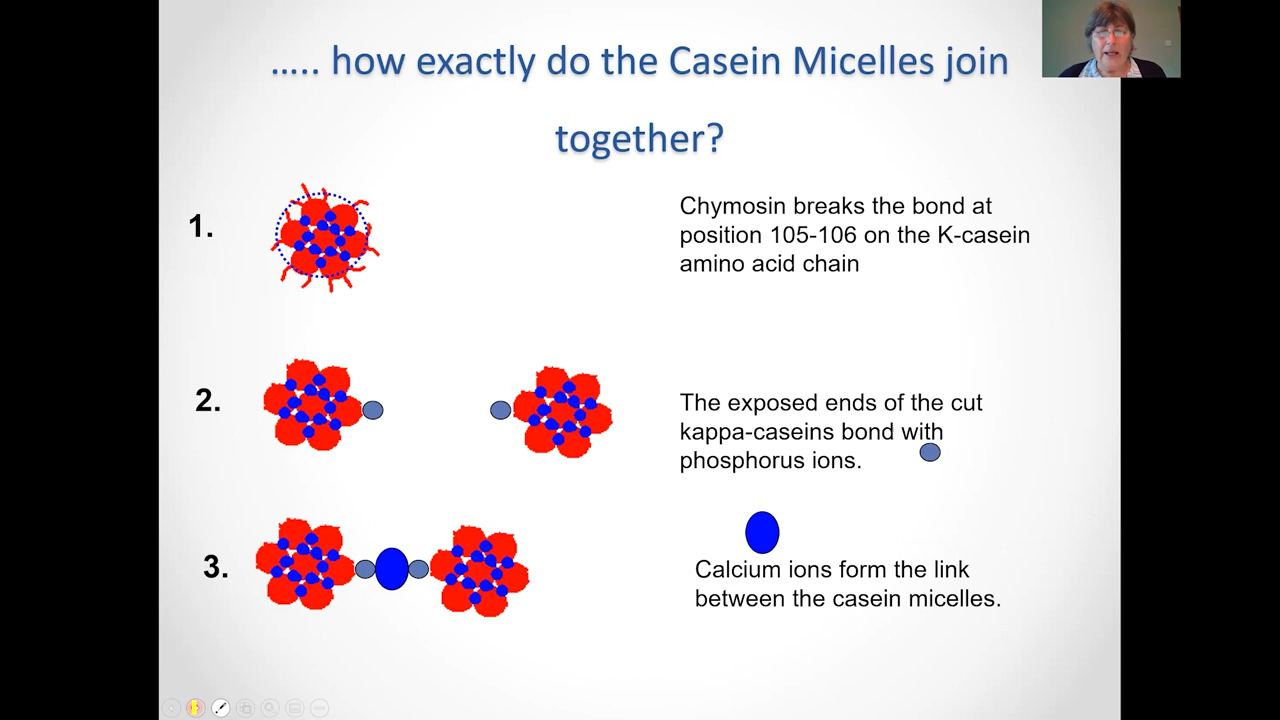 ..... how exactly do the Casein Micelles join
together?
1.
Chymosin breaks the bond at
position 105-106 on the K-casein
amino acid chain
2.
The exposed ends of the cut
kappa-caseins bond with
phosphorus ions.
3.
Calcium ions form the link
between the casein micelles.